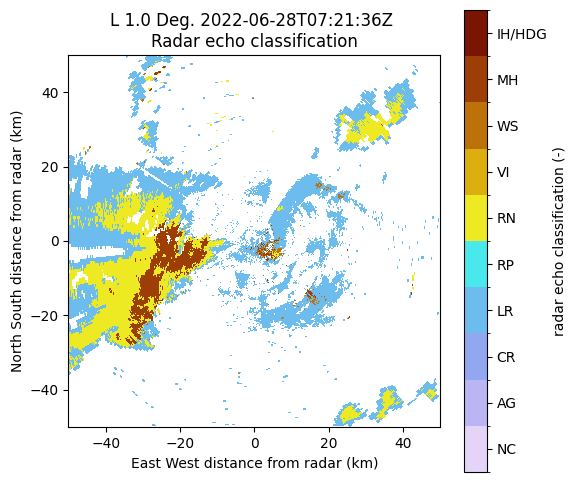 L 1.0 Deg. 2022-06-28T07:21:36Z
Radar echo classification
North South distance from radar (km)
40
20
0
−20
−40
−40
−20
0
20
40
East West distance from radar (km)
IH/HDG
MH
WS
VI
RN
RP
LR
CR
AG
NC
radar echo classification (-)